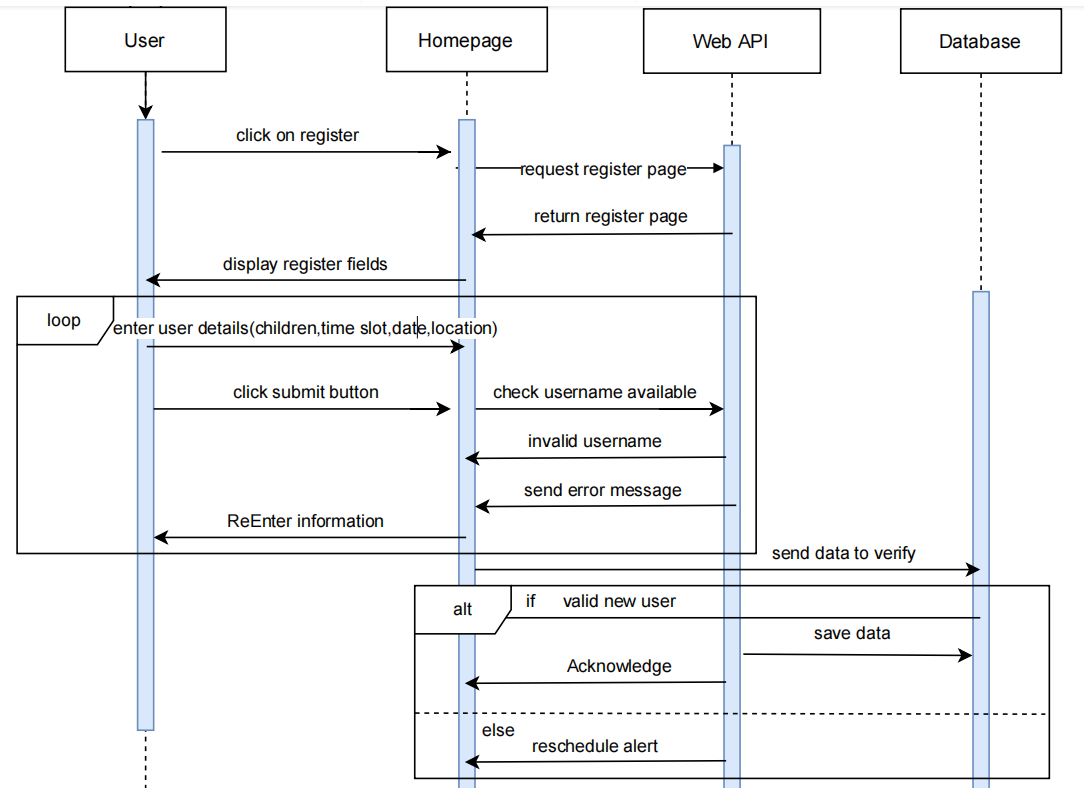 User
Homepage
Web API
Database
click on register
request register page
return register page
display register fields
loop
enter user details(children,time slot,date,location)
click submit button
check username available
invalid username
send error message
ReEnter information
send data to verify
alt
if valid new user
save data
Acknowledge
else
reschedule alert